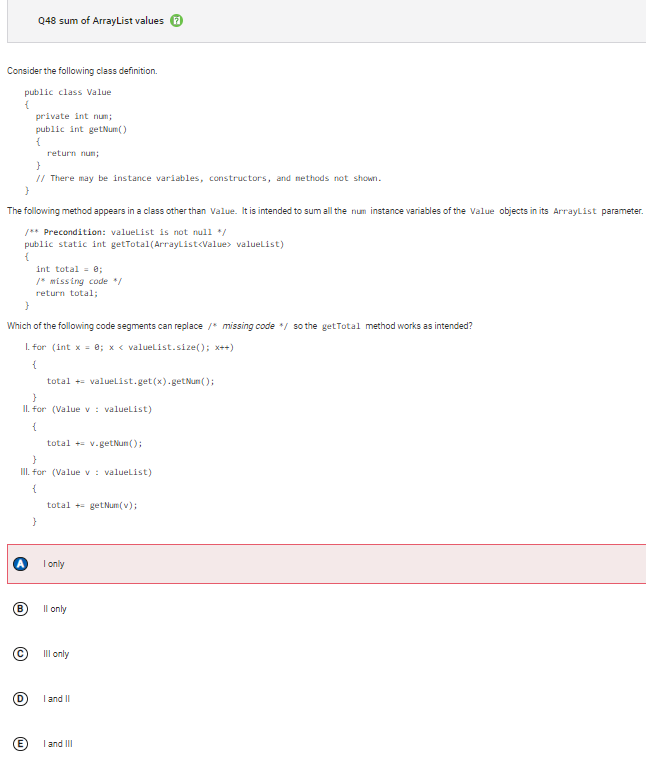 Q48 sum of ArrayList values ?
Consider the following class definition.
public class Value
{
private int num;
public int getNum()
{
return num;
}
// There may be instance variables, constructors, and methods not shown.
}
The following method appears in a class other than Value. It is intended to sum all the num instance variables of the Value objects in its ArrayList parameter.
/** Precondition: valueList is not null */
public static int getTotal(ArrayList<Value> valueList)
{
int total = 0;
/* missing code */
return total;
}
Which of the following code segments can replace /* missing code */ so the getTotal method works as intended?
I. for (int x = 0; x < valueList.size(); x++)
{
total += valueList.get(x).getNum();
}
II. for (Value v : valueList)
{
total += v.getNum();
}
III. for (Value v : valueList)
{
total += getNum(v);
}
A I only
B II only
C III only
D I and II
E I and III